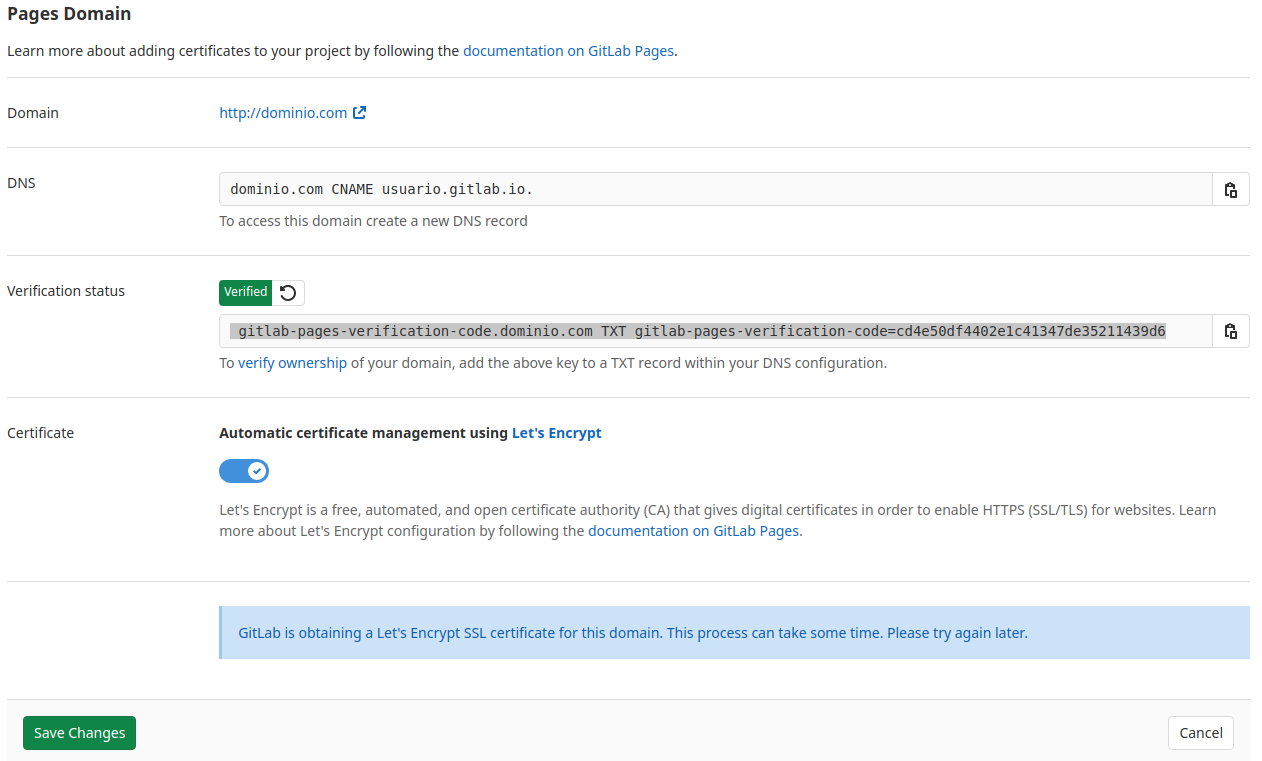 Pages Domain
Learn more about adding certificates to your project by following the documentation on GitLab Pages.
Domain
http://dominio.com
DNS
dominio.com CNAME usuario.gitlab.io.
To access this domain create a new DNS record
Verification status
Verified
gitlab-pages-verification-code.dominio.com TXT gitlab-pages-verification-code=cd4e50df4402e1c41347de35211439d6
To verify ownership of your domain, add the above key to a TXT record within your DNS configuration.
Certificate
Automatic certificate management using Let's Encrypt
Let's Encrypt is a free, automated, and open certificate authority (CA) that gives digital certificates in order to enable HTTPS (SSL/TLS) for websites. Learn
more about Let's Encrypt configuration by following the documentation on GitLab Pages.
GitLab is obtaining a Let's Encrypt SSL certificate for this domain. This process can take some time. Please try again later.
Save Changes
Cancel